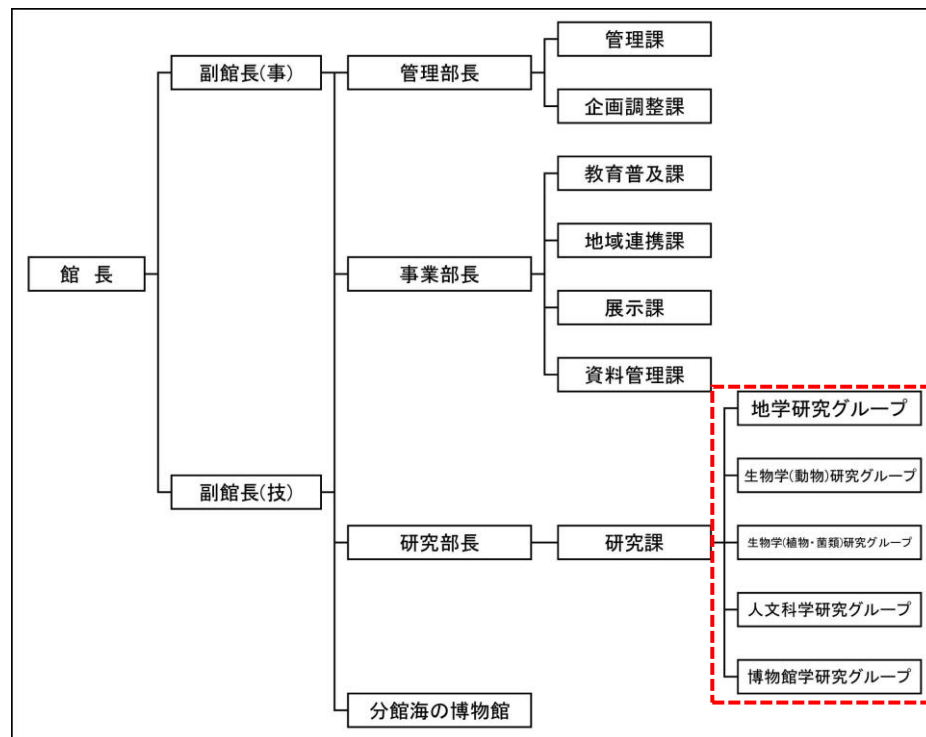 館 長
副館長(事)
副館長(技)
管理部長
管理課
企画調整課
事業部長
教育普及課
地域連携課
展示課
資料管理課
研究部長
研究課
地学研究グループ
生物学(動物)研究グループ
生物学(植物・菌類)研究グループ
人文科学研究グループ
博物館学研究グループ
分館海の博物館